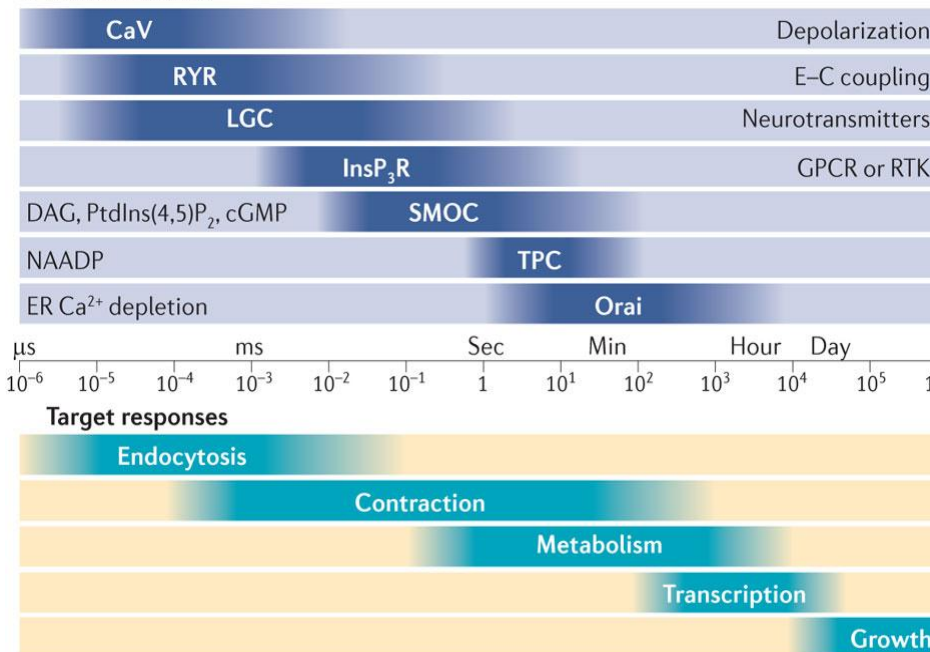 CaV Depolarization
RYR E–C coupling
LGC Neurotransmitters
InsP₃R GPCR or RTK
DAG, PtdIns(4,5)P₂, cGMP SMOC
NAADP TPC
ER Ca²⁺ depletion Orai
µs ms Sec Min Hour Day
10⁻⁶ 10⁻⁵ 10⁻⁴ 10⁻³ 10⁻² 10⁻¹ 1 10¹ 10² 10³ 10⁴ 10⁵ 1
Target responses
Endocytosis
Contraction
Metabolism
Transcription
Growth